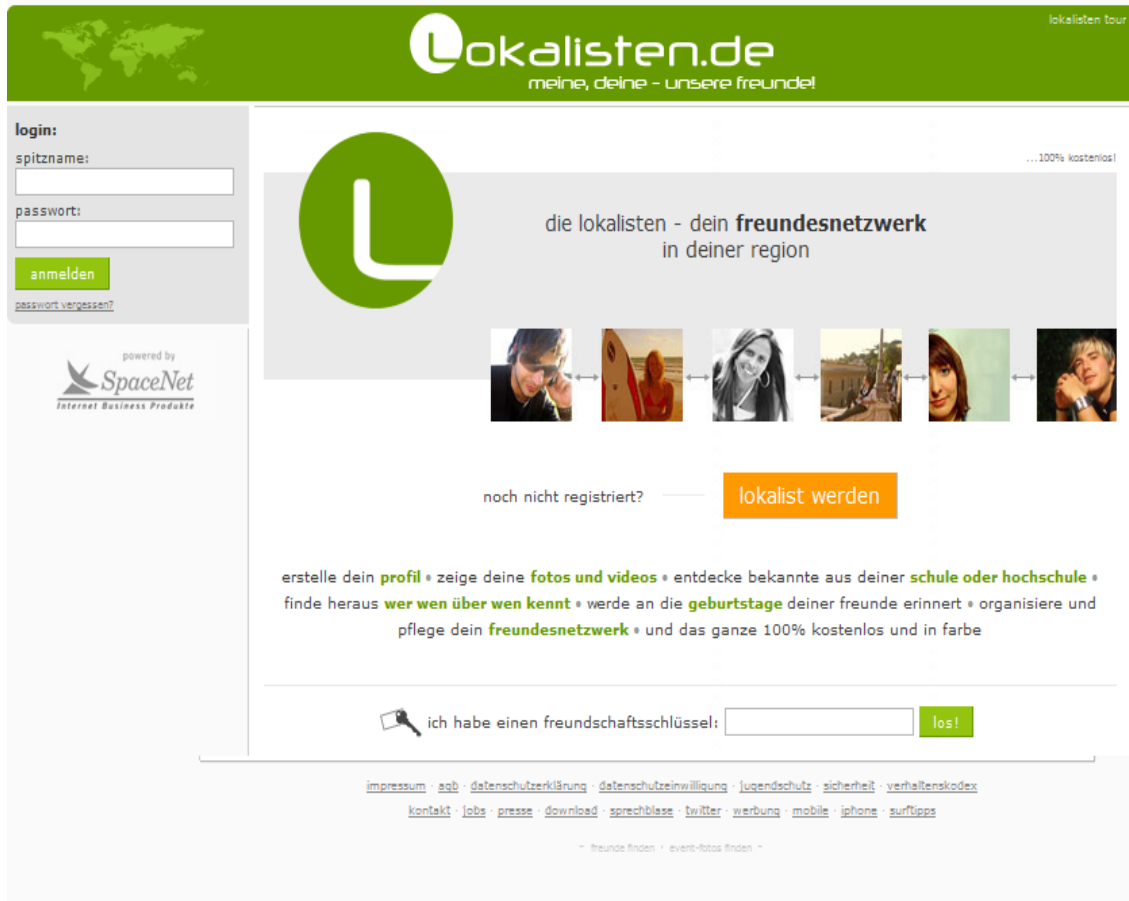 lokalisten tour
Lokalisten.de
meine, deine - unsere freunde!
login:
spitzname:
passwort:
anmelden
passwort vergessen?
powered by
SpaceNet
Internet Business Produkte
...100% kostenlos!
L
die lokalisten - dein freundesnetzwerk
in deiner region
noch nicht registriert?
lokalist werden
erstelle dein profil • zeige deine fotos und videos • entdecke bekannte aus deiner schule oder hochschule •
finde heraus wer wen über wen kennt • werde an die geburtstage deiner freunde erinnert • organisiere und
pflege dein freundesnetzwerk • und das ganze 100% kostenlos und in farbe
ich habe einen freundschaftsschlüssel:
los!
impressum · agb · datenschutzerklärung · datenschutzeinwilligung · jugendschutz · sicherheit · verhaltenskodex
kontakt · jobs · presse · download · sprechblase · twitter · werbung · mobile · iphone · surftipps
- freunde finden · event-fotos finden -